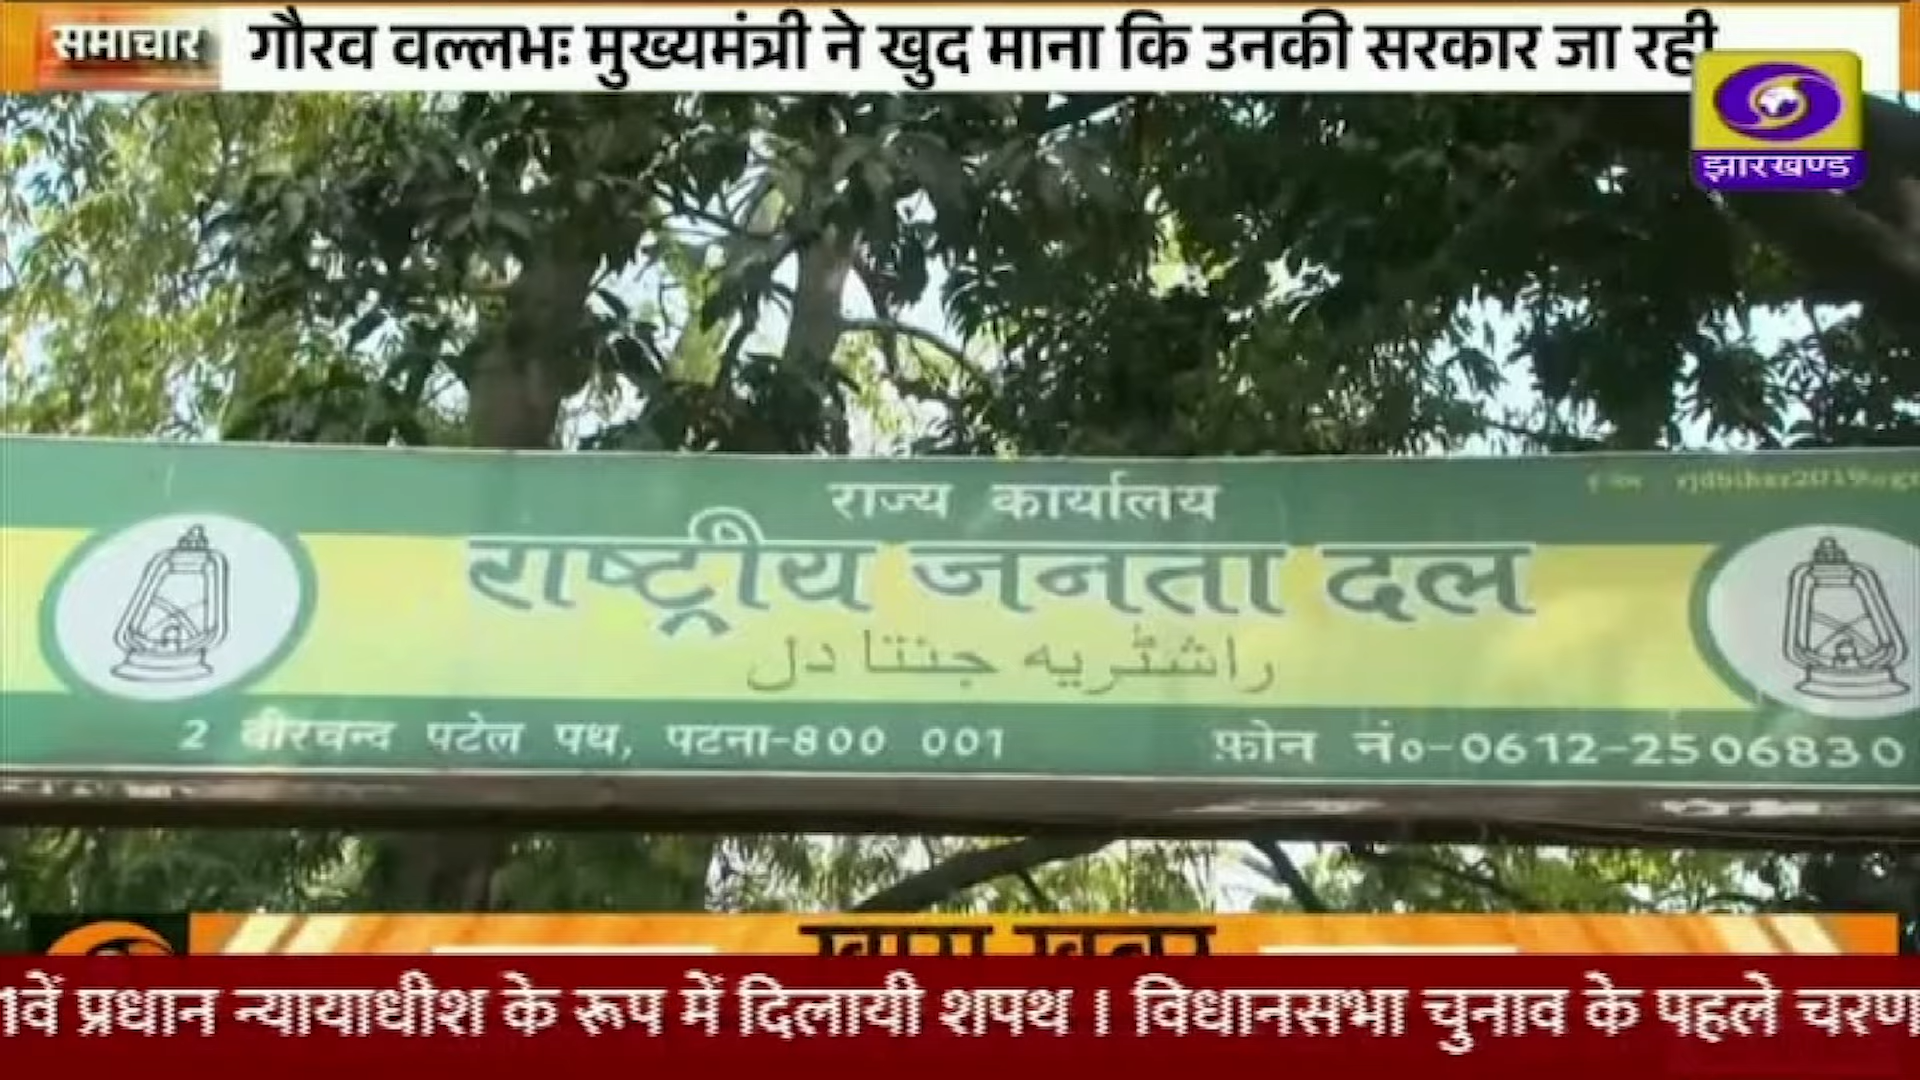 समाचार गौरव वल्लभः मुख्यमंत्री ने खुद माना कि उनकी सरकार जा रही
झारखण्ड
राज्य कार्यालय
राष्ट्रीय जनता दल
راشٹریہ جنتا دل
2 बीरचन्द पटेल पथ, पटना-800 001
फ़ोन नं०-0612-2506830
1वें प्रधान न्यायाधीश के रूप में दिलायी शपथ । विधानसभा चुनाव के पहले चरण